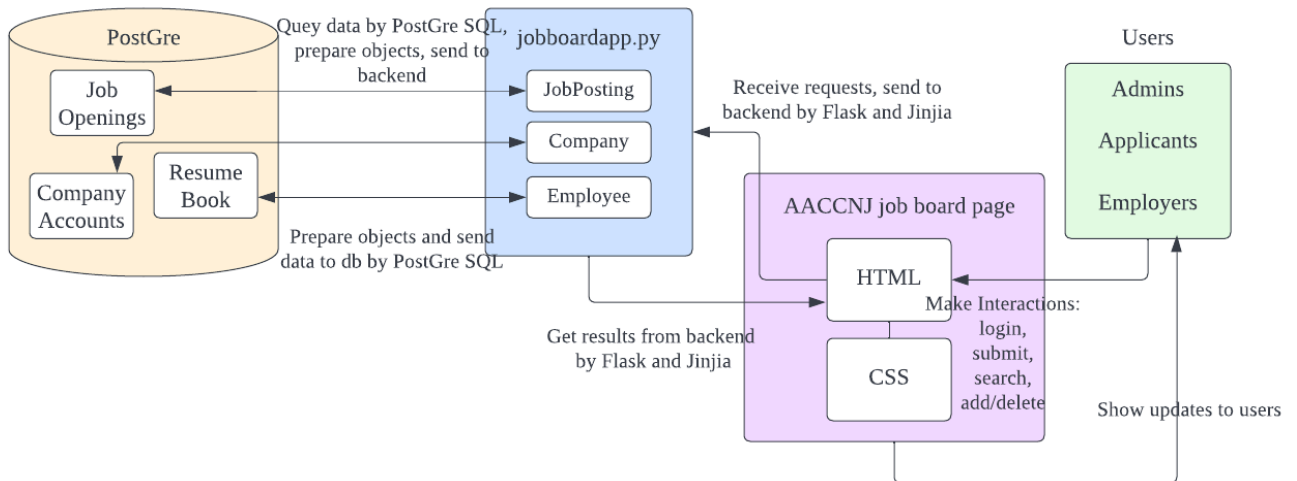 PostGre
Job
Openings
Company
Accounts
Resume
Book
Quey data by PostGre SQL,
prepare objects, send to
backend
Prepare objects and send
data to db by PostGre SQL
jobboardapp.py
JobPosting
Company
Employee
Receive requests, send to
backend by Flask and Jinjia
Get results from backend
by Flask and Jinjia
AACCNJ job board page
HTML
CSS
Make Interactions:
login,
submit,
search,
add/delete
Users
Admins
Applicants
Employers
Show updates to users